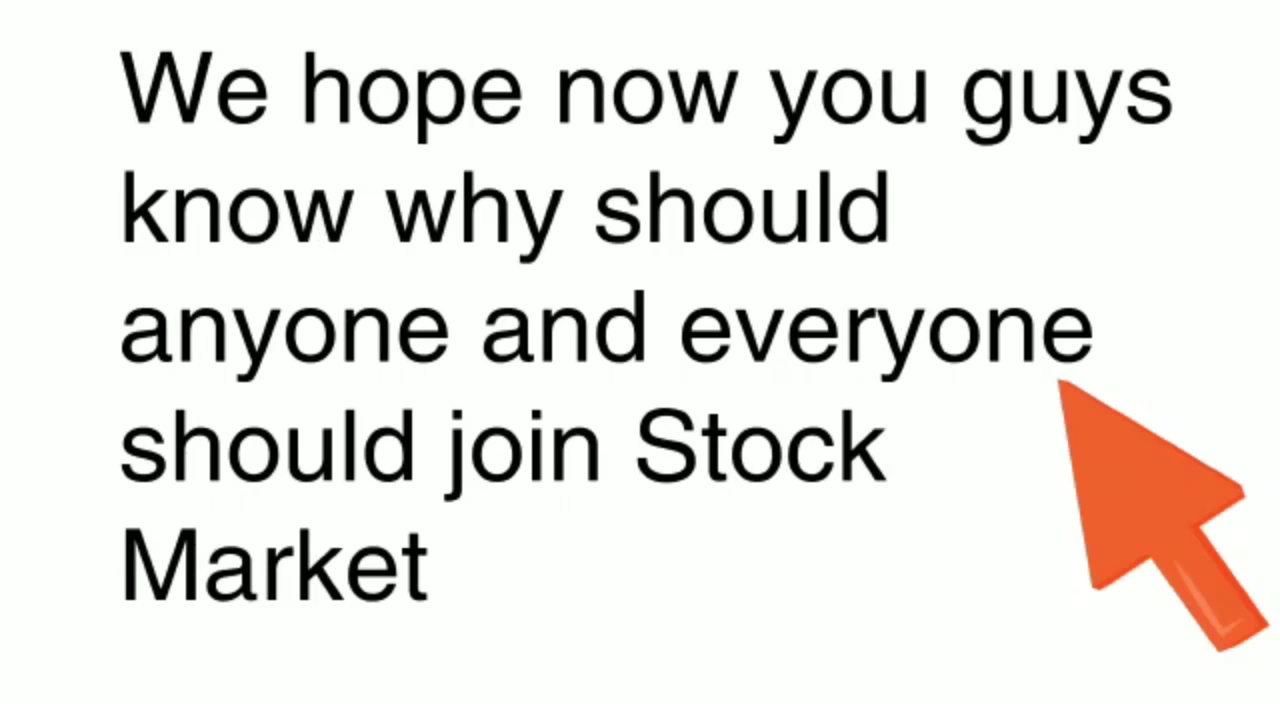 We hope now you guys
know why should
anyone and everyone
should join Stock
Market